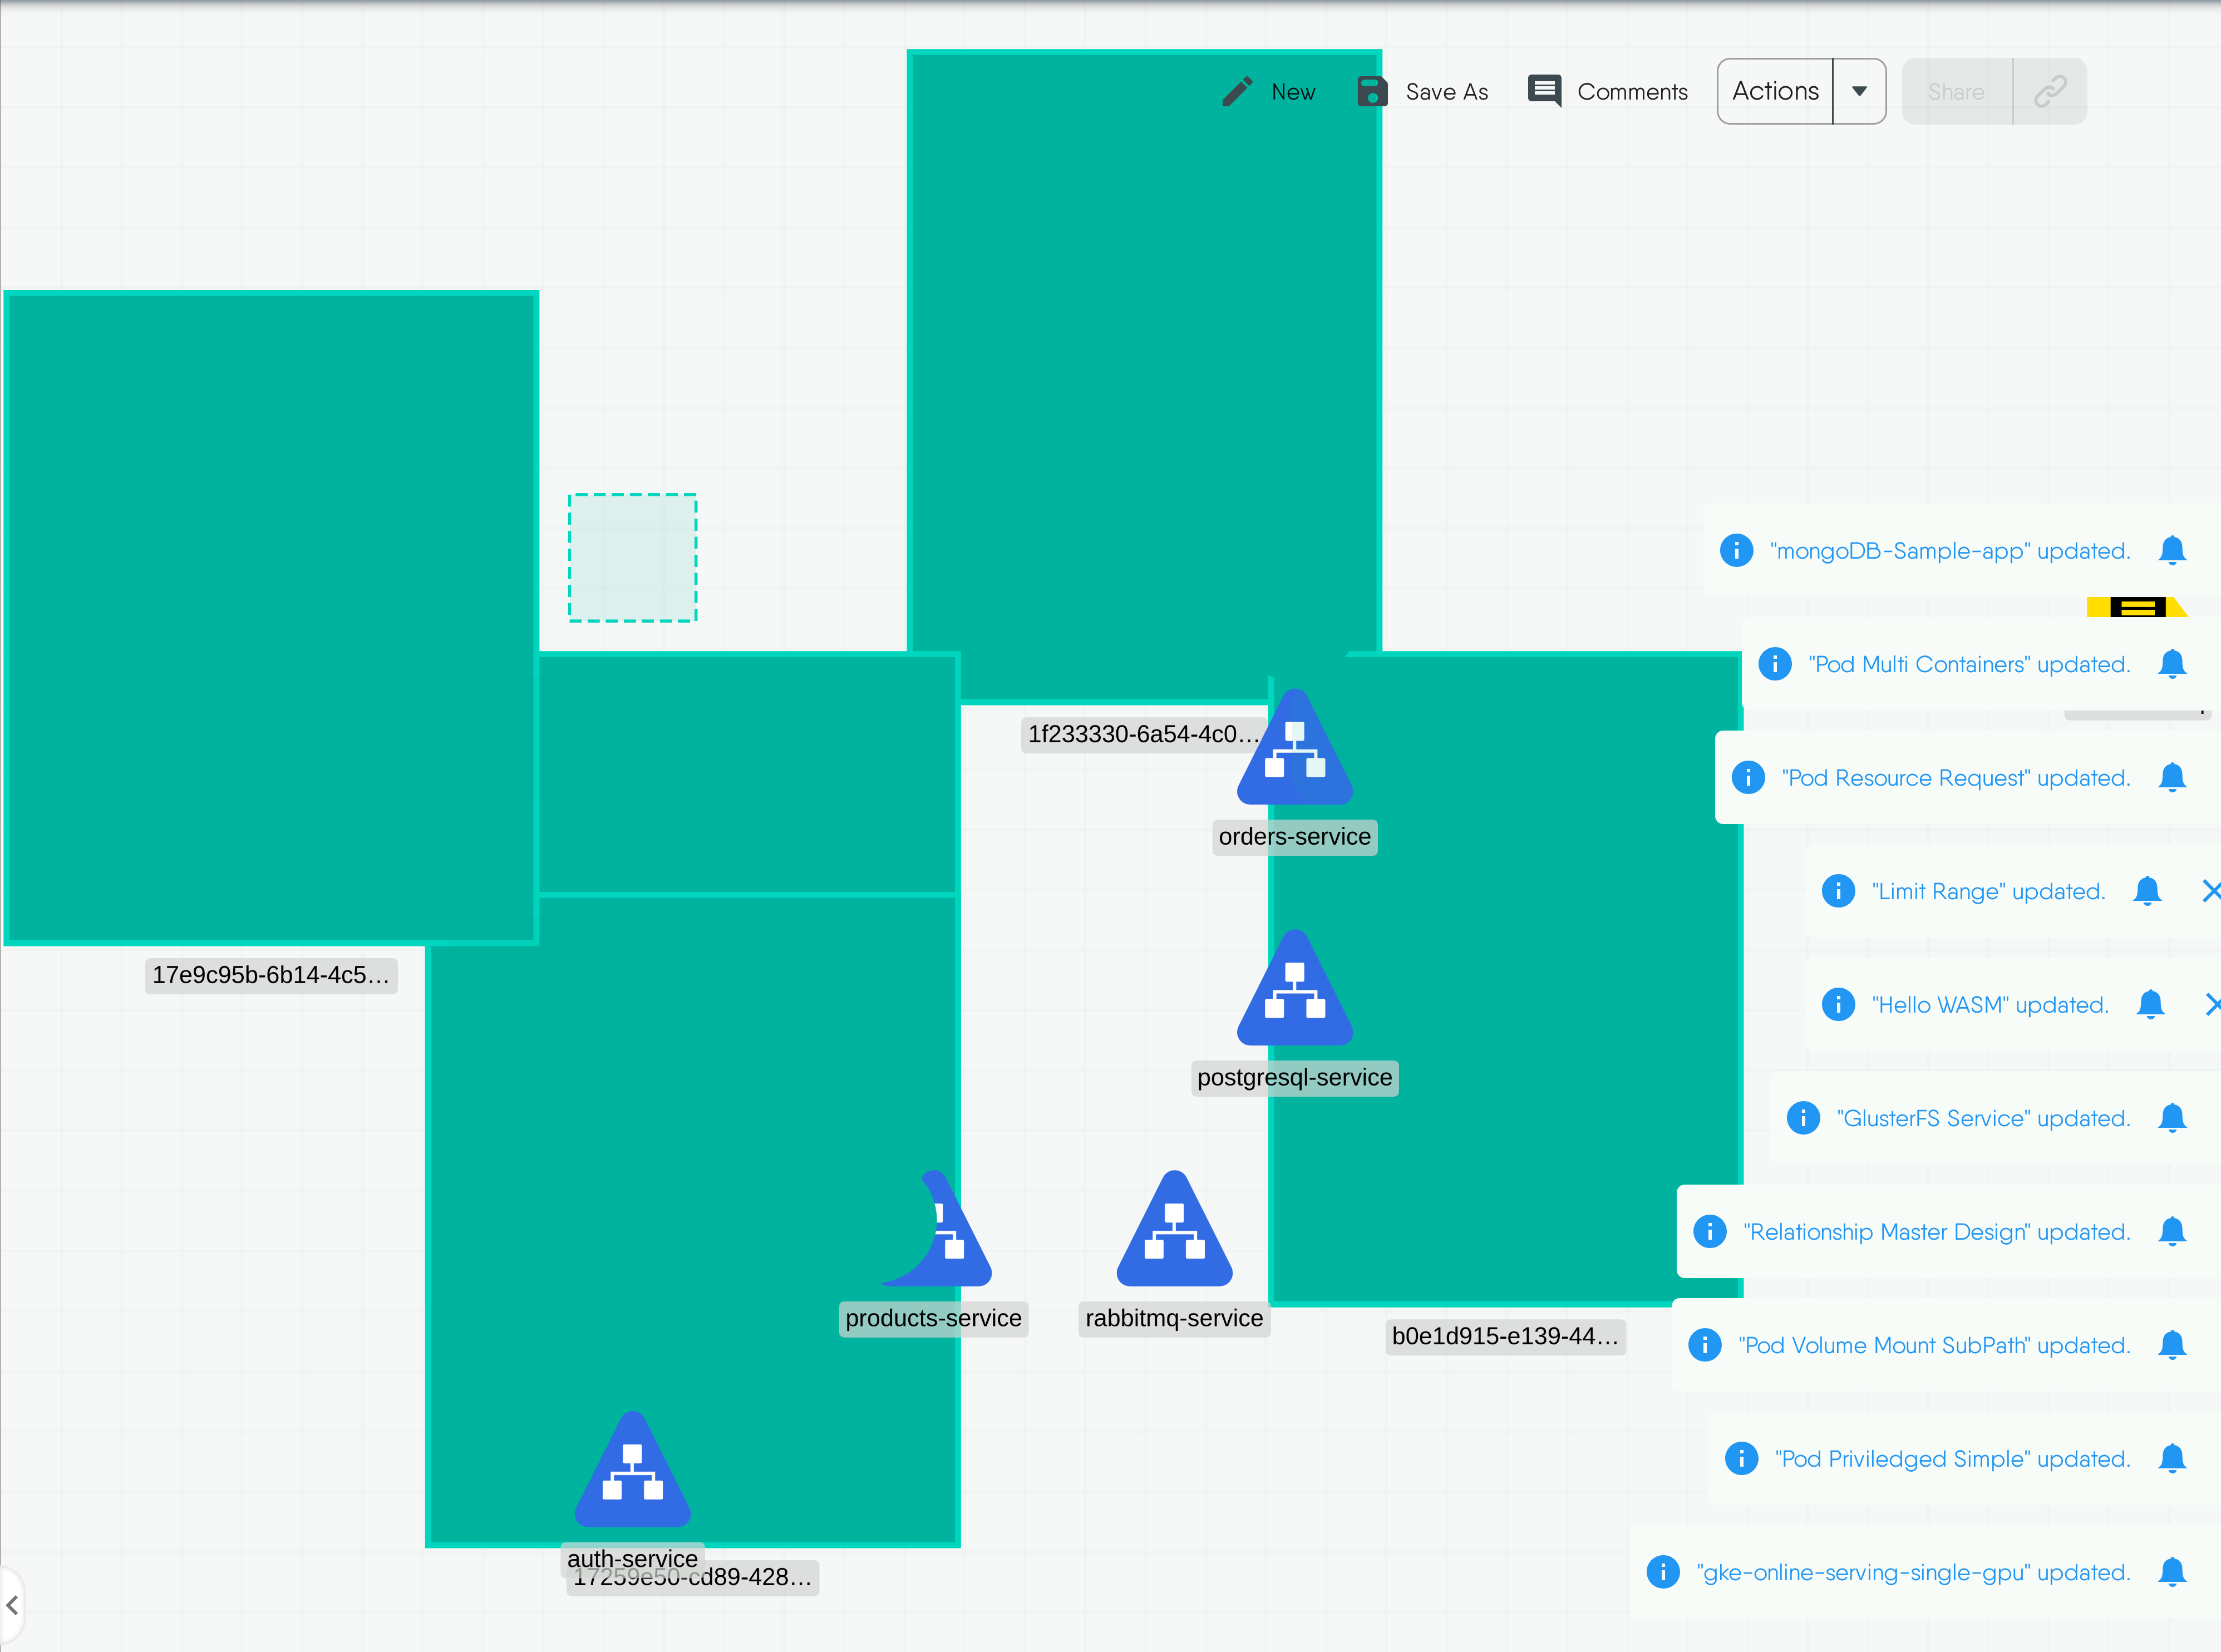 New
Save As
Comments
Actions
Share
"mongoDB-Sample-app" updated.
"Pod Multi Containers" updated.
1f233330-6a54-4c0...
"Pod Resource Request" updated.
orders-service
"Limit Range" updated.
17e9c95b-6b14-4c5...
"Hello WASM" updated.
postgresql-service
"GlusterFS Service" updated.
"Relationship Master Design" updated.
products-service
rabbitmq-service
b0e1d915-e139-44...
"Pod Volume Mount SubPath" updated.
"Pod Priviledged Simple" updated.
auth-service
17259e50-cd89-428...
"gke-online-serving-single-gpu" updated.